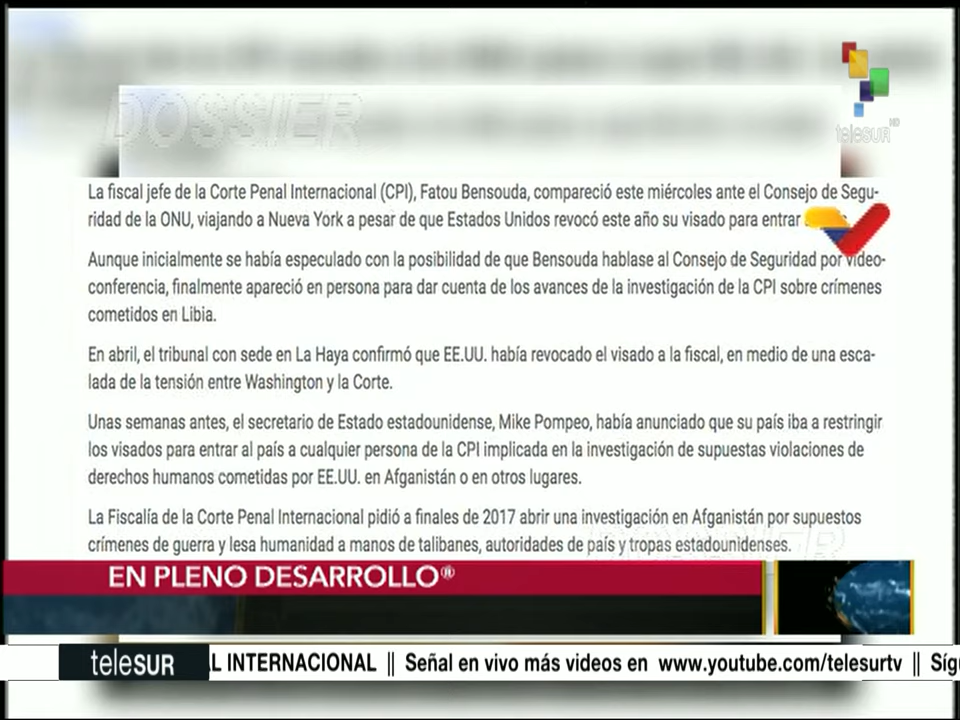 DOSSIER
telesUR HD
La fiscal jefe de la Corte Penal Internacional (CPI), Fatou Bensouda, compareció este miércoles ante el Consejo de Segu-
ridad de la ONU, viajando a Nueva York a pesar de que Estados Unidos revocó este año su visado para entrar
Aunque inicialmente se había especulado con la posibilidad de que Bensouda hablase al Consejo de Seguridad por video-
conferencia, finalmente apareció en persona para dar cuenta de los avances de la investigación de la CPI sobre crímenes
cometidos en Libia.
En abril, el tribunal con sede en La Haya confirmó que EE.UU. había revocado el visado a la fiscal, en medio de una esca-
lada de la tensión entre Washington y la Corte.
Unas semanas antes, el secretario de Estado estadounidense, Mike Pompeo, había anunciado que su país iba a restringir
los visados para entrar al país a cualquier persona de la CPI implicada en la investigación de supuestas violaciones de
derechos humanos cometidas por EE.UU. en Afganistán o en otros lugares.
La Fiscalía de la Corte Penal Internacional pidió a finales de 2017 abrir una investigación en Afganistán por supuestos
crímenes de guerra y lesa humanidad a manos de talibanes, autoridades de país y tropas estadounidenses.
DOSSIER
EN PLENO DESARROLLO®
telesUR L INTERNACIONAL || Señal en vivo más videos en www.youtube.com/telesurtv || Síg